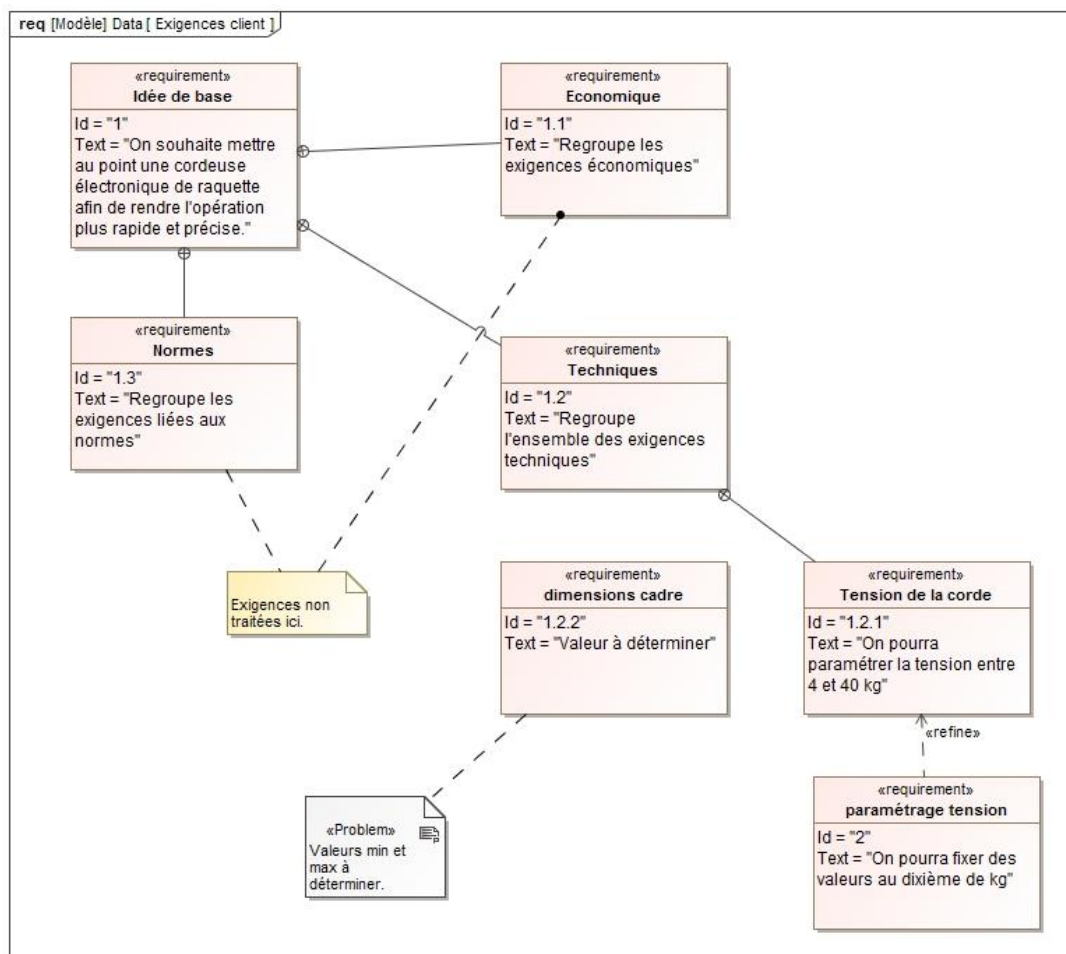 req [Modèle] Data [ Exigences client ]
«requirement»
Idée de base
Id = "1"
Text = "On souhaite mettre
au point une cordeuse
électronique de raquette
afin de rendre l'opération
plus rapide et précise."
«requirement»
Economique
Id = "1.1"
Text = "Regroupe les
exigences économiques"
«requirement»
Normes
Id = "1.3"
Text = "Regroupe les
exigences liées aux
normes"
«requirement»
Techniques
Id = "1.2"
Text = "Regroupe
l'ensemble des exigences
techniques"
Exigences non
traitées ici.
«requirement»
dimensions cadre
Id = "1.2.2"
Text = "Valeur à déterminer"
«requirement»
Tension de la corde
Id = "1.2.1"
Text = "On pourra
paramétrer la tension entre
4 et 40 kg"
«refine»
«Problem»
Valeurs min et
max à
déterminer.
«requirement»
paramétrage tension
Id = "2"
Text = "On pourra fixer des
valeurs au dixième de kg"